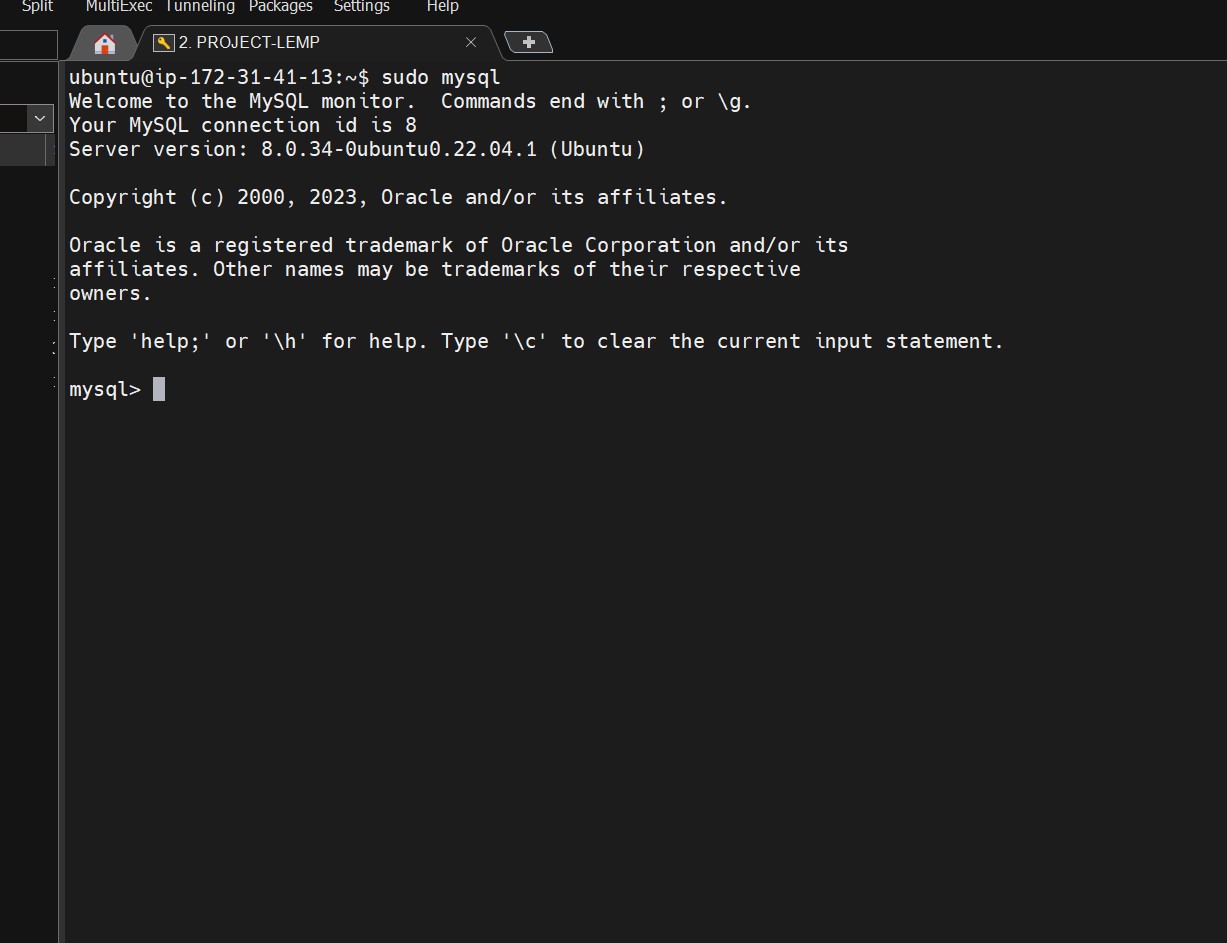 Split MultiExec Tunneling Packages Settings Help
2. PROJECT-LEMP
ubuntu@ip-172-31-41-13:~$ sudo mysql
Welcome to the MySQL monitor.  Commands end with ; or \g.
Your MySQL connection id is 8
Server version: 8.0.34-0ubuntu0.22.04.1 (Ubuntu)
Copyright (c) 2000, 2023, Oracle and/or its affiliates.
Oracle is a registered trademark of Oracle Corporation and/or its
affiliates. Other names may be trademarks of their respective
owners.
Type 'help;' or '\h' for help. Type '\c' to clear the current input statement.
mysql>